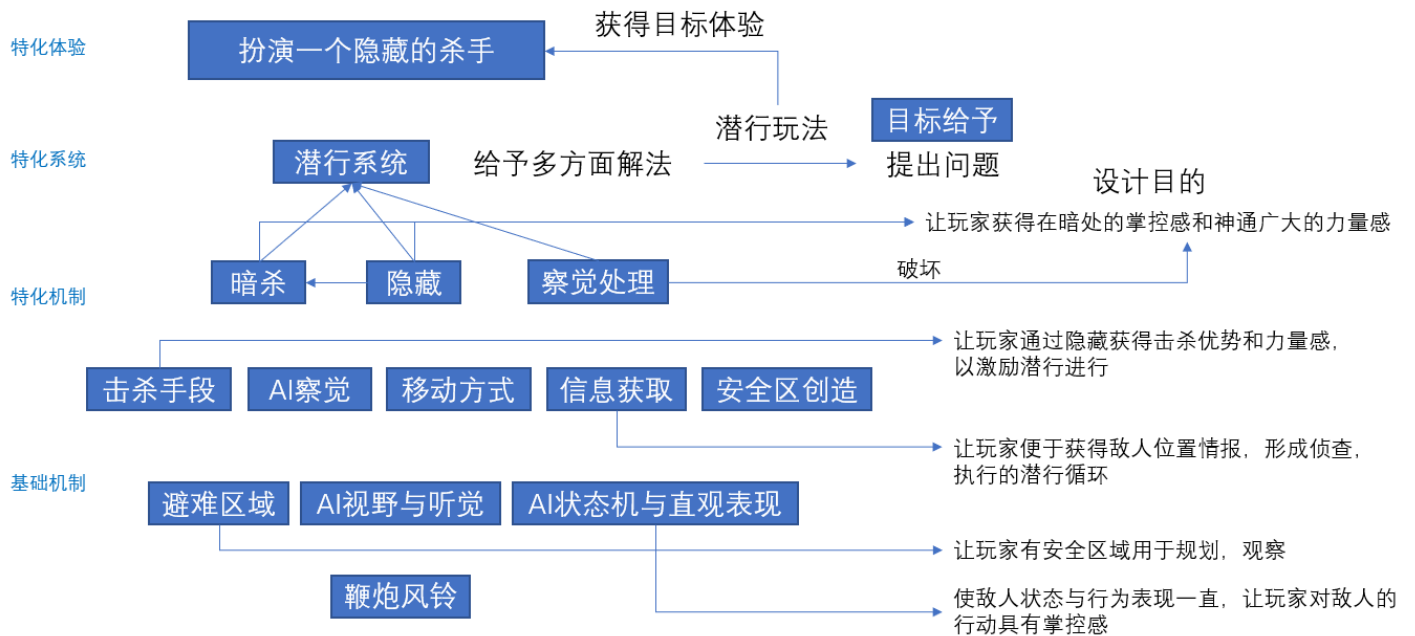 获得目标体验
特化体验
扮演一个隐藏的杀手
目标给予
潜行玩法
特化系统
潜行系统
给予多方面解法
提出问题
设计目的
让玩家获得在暗处的掌控感和神通广大的力量感
暗杀
隐藏
察觉处理
破坏
特化机制
让玩家通过隐藏获得击杀优势和力量感，
以激励潜行进行
击杀手段
AI察觉
移动方式
信息获取
安全区创造
让玩家便于获得敌人位置情报，形成侦查，
执行的潜行循环
基础机制
避难区域
AI视野与听觉
AI状态机与直观表现
让玩家有安全区域用于规划，观察
鞭炮风铃
使敌人状态与行为表现一直，让玩家对敌人的
行动具有掌控感